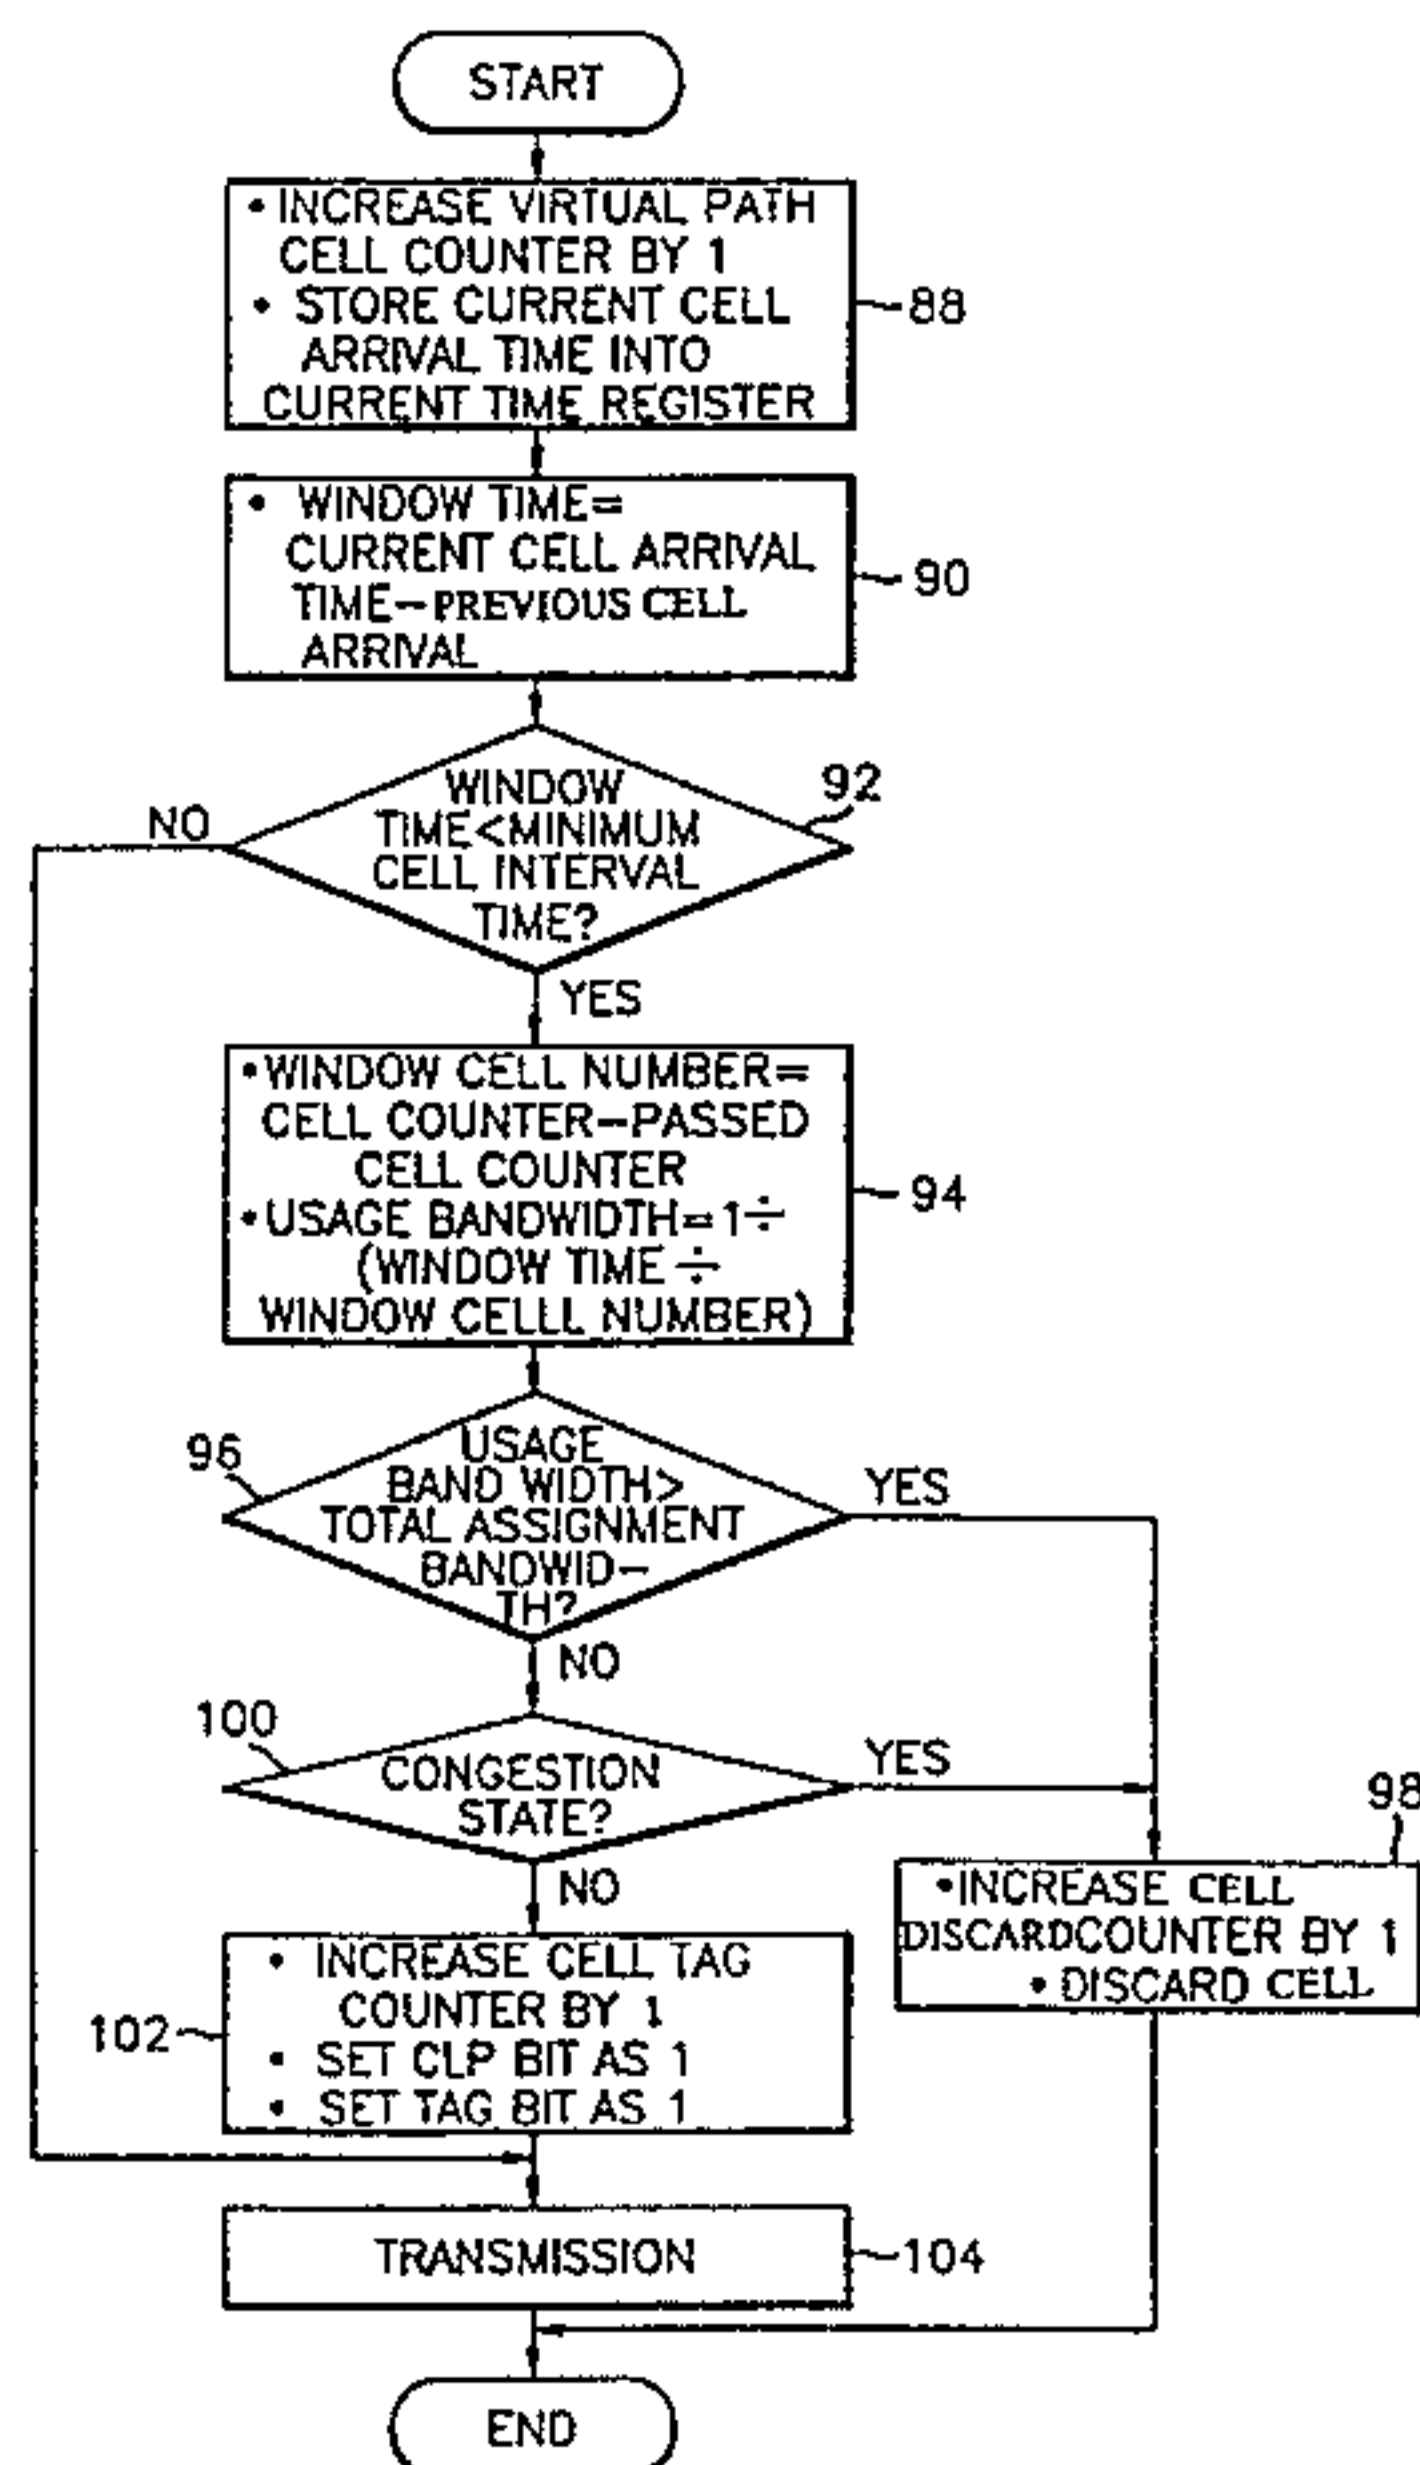 START
• INCREASE VIRTUAL PATH
CELL COUNTER BY 1
• STORE CURRENT CELL
ARRIVAL TIME INTO
CURRENT TIME REGISTER
88
• WINDOW TIME=
CURRENT CELL ARRIVAL
TIME-PREVIOUS CELL
ARRIVAL
90
WINDOW
TIME<MINIMUM
CELL INTERVAL
TIME?
92
NO
YES
•WINDOW CELL NUMBER=
CELL COUNTER-PASSED
CELL COUNTER
•USAGE BANDWIDTH=1÷
(WINDOW TIME÷
WINDOW CELLL NUMBER)
94
96
USAGE
BAND WIDTH>
TOTAL ASSIGNMENT
BANDWID-
TH?
YES
NO
100
CONGESTION
STATE?
YES
NO
98
•INCREASE CELL
DISCARDCOUNTER BY 1
• DISCARD CELL
• INCREASE CELL TAG
COUNTER BY 1
• SET CLP BIT AS 1
• SET TAG BIT AS 1
102
TRANSMISSION
104
END